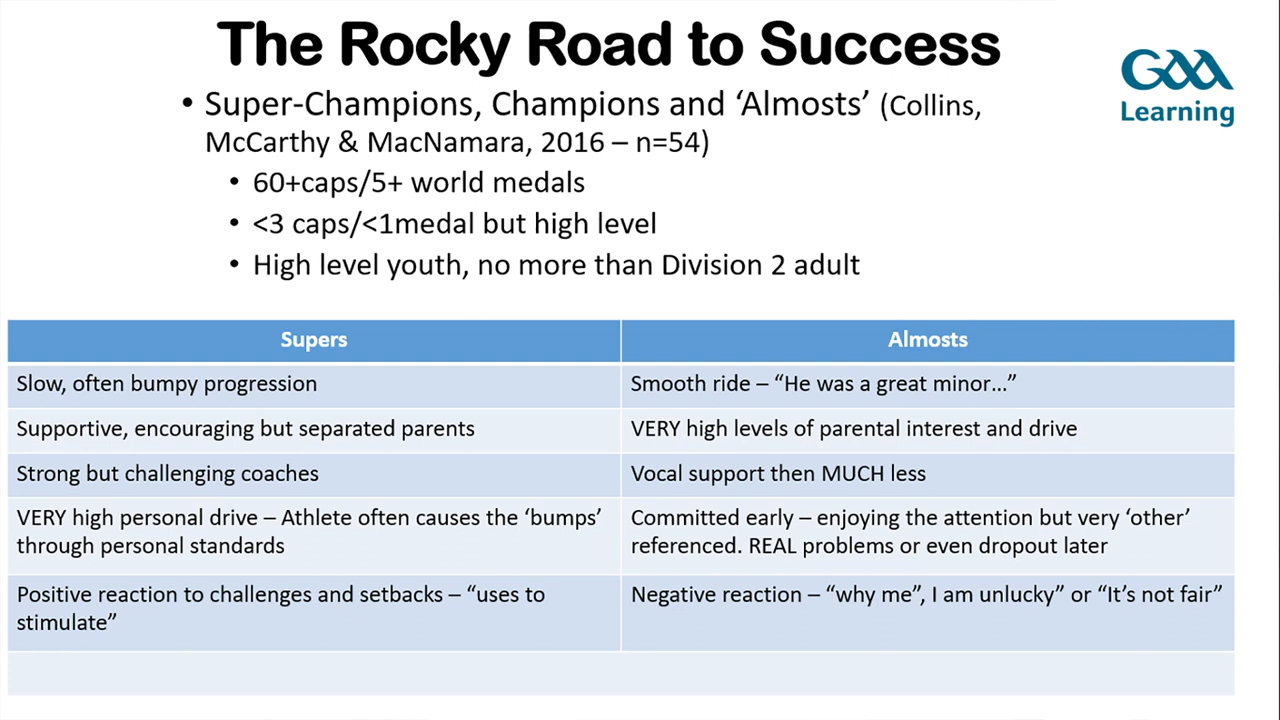 The Rocky Road to Success
GAA
Learning
• Super-Champions, Champions and ‘Almosts’ (Collins,
McCarthy & MacNamara, 2016 – n=54)
• 60+caps/5+ world medals
• <3 caps/<1medal but high level
• High level youth, no more than Division 2 adult
Supers
Almosts
Slow, often bumpy progression
Smooth ride – “He was a great minor…”
Supportive, encouraging but separated parents
VERY high levels of parental interest and drive
Strong but challenging coaches
Vocal support then MUCH less
VERY high personal drive – Athlete often causes the ‘bumps’
through personal standards
Committed early – enjoying the attention but very ‘other’
referenced. REAL problems or even dropout later
Positive reaction to challenges and setbacks – “uses to
stimulate”
Negative reaction – “why me”, I am unlucky” or “It’s not fair”